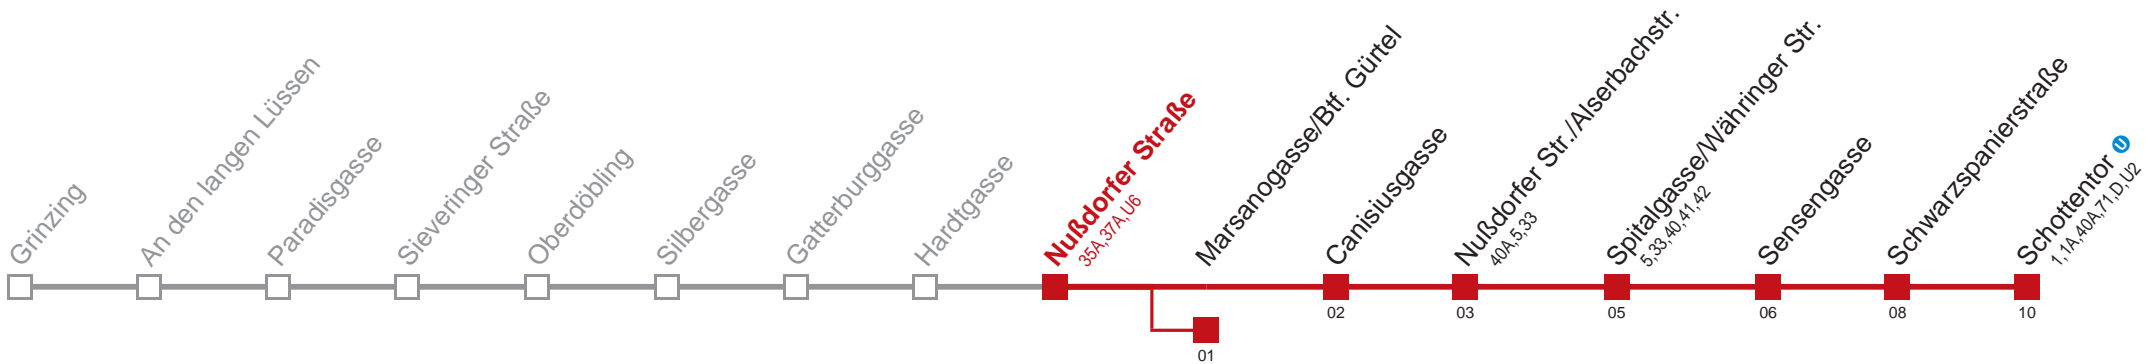 Grinzing
An den langen Lüssen
Paradisgasse
Sieveringer Straße
Oberdöbling
Silbergasse
Gatterburggasse
Hardtgasse
Nußdorfer Straße
35A,37A,U6
Marsanogasse/Btf. Gürtel
Canisiusgasse
Nußdorfer Str./Alserbachstr.
40A,5,33
Spitalgasse/Währinger Str.
5,33,40,41,42
Sensengasse
Schwarzspanierstraße
Schottentor U
1,1A,40A,71,D,U2
01
02
03
05
06
08
10